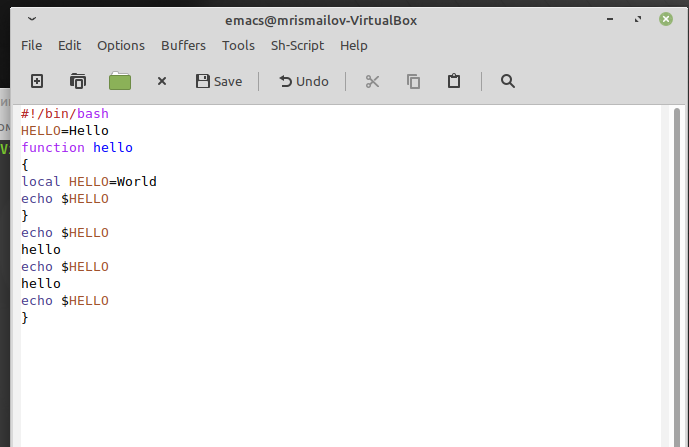 emacs@mrismailov-VirtualBox
File Edit Options Buffers Tools Sh-Script Help
Save Undo
#!/bin/bash
HELLO=Hello
function hello
{
local HELLO=World
echo $HELLO
}
echo $HELLO
hello
echo $HELLO
hello
echo $HELLO
}